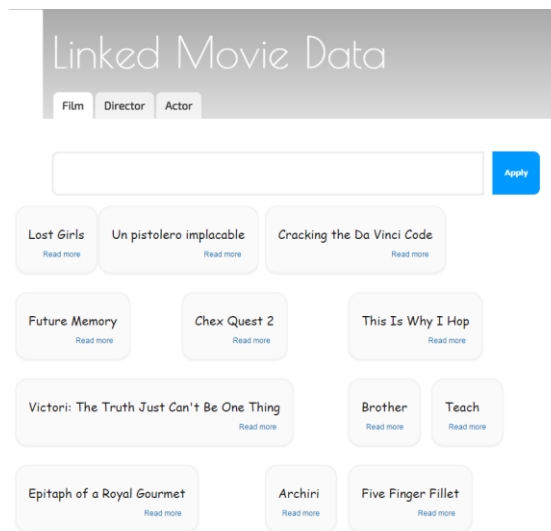 Linked Movie Data
Film Director Actor
Apply
Lost Girls Un pistolero implacable Cracking the Da Vinci Code
Read more Read more Read more
Future Memory Chex Quest 2 This Is Why I Hop
Read more Read more Read more
Victori: The Truth Just Can't Be One Thing Brother Teach
Read more Read more Read more
Epitaph of a Royal Gourmet Archiri Five Finger Fillet
Read more Read more Read more